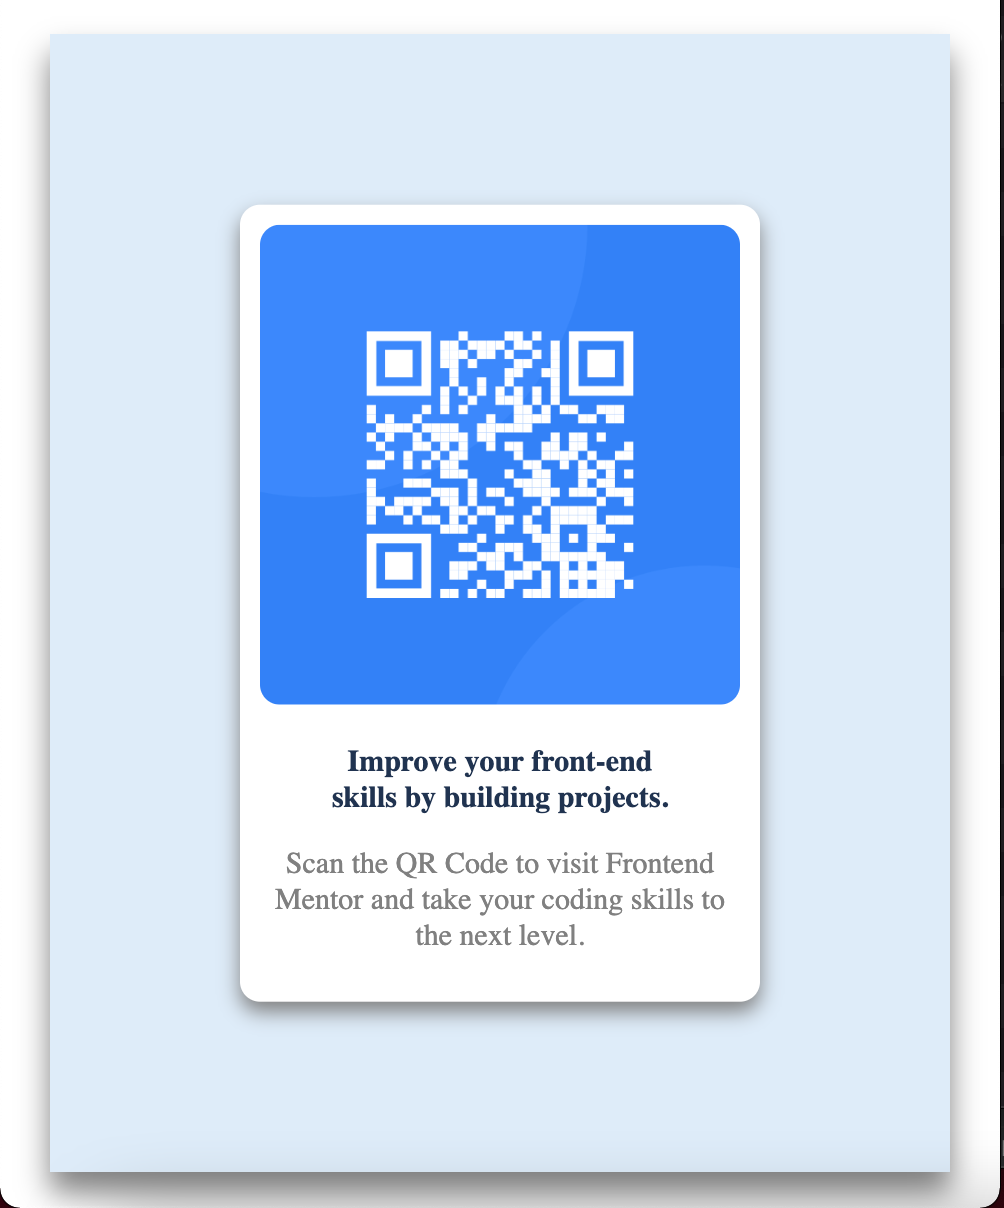 Improve your front-end
skills by building projects.
Scan the QR Code to visit Frontend
Mentor and take your coding skills to
the next level.